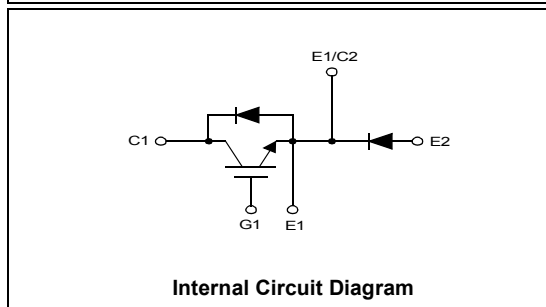 E1/C2
C1
E2
G1
E1
Internal Circuit Diagram